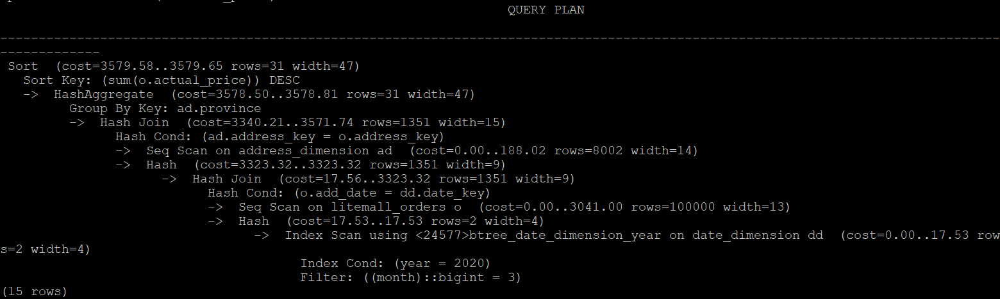 QUERY PLAN
----------------------------------------------------------------------------------------------------------------------------------
-------------
Sort  (cost=3579.58..3579.65 rows=31 width=47)
Sort Key: (sum(o.actual_price)) DESC
->  HashAggregate  (cost=3578.50..3578.81 rows=31 width=47)
Group By Key: ad.province
->  Hash Join  (cost=3340.21..3571.74 rows=1351 width=15)
Hash Cond: (ad.address_key = o.address_key)
->  Seq Scan on address_dimension ad  (cost=0.00..188.02 rows=8002 width=14)
->  Hash  (cost=3323.32..3323.32 rows=1351 width=9)
->  Hash Join  (cost=17.56..3323.32 rows=1351 width=9)
Hash Cond: (o.add_date = dd.date_key)
->  Seq Scan on litemall_orders o  (cost=0.00..3041.00 rows=100000 width=13)
->  Hash  (cost=17.53..17.53 rows=2 width=4)
->  Index Scan using <24577>btree_date_dimension_year on date_dimension dd  (cost=0.00..17.53 row
s=2 width=4)
Index Cond: (year = 2020)
Filter: ((month)::bigint = 3)
(15 rows)